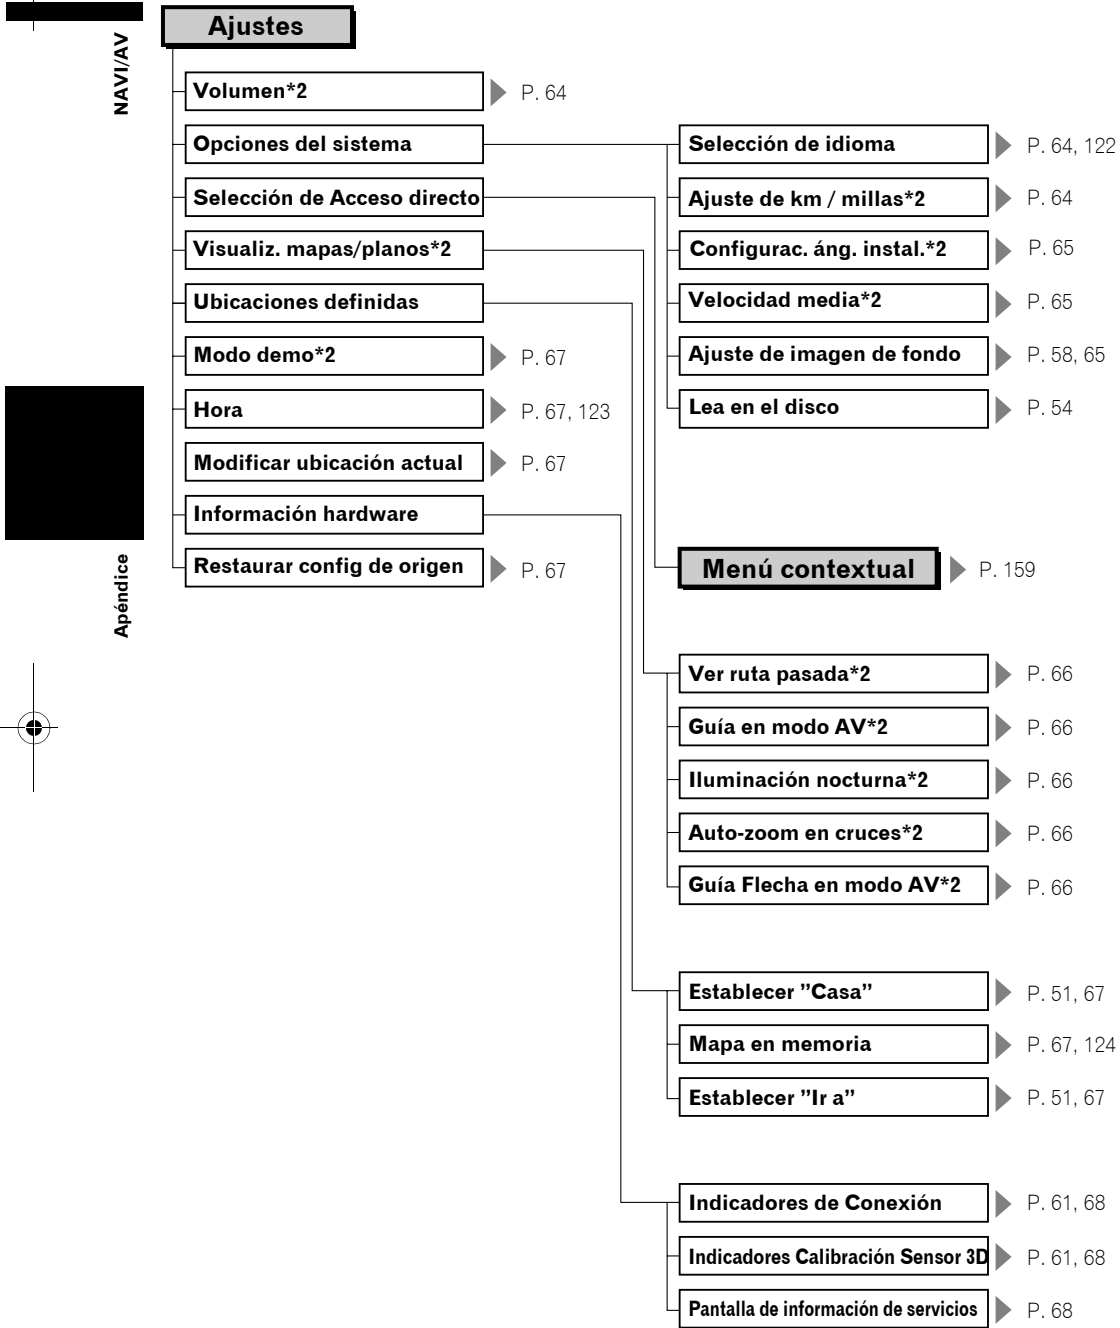 NAVI/AV
Apéndice
Ajustes
Volumen*2 P. 64
Opciones del sistema
Selección de Acceso directo
Visualiz. mapas/planos*2
Ubicaciones definidas
Modo demo*2 P. 67
Hora P. 67, 123
Modificar ubicación actual P. 67
Información hardware
Restaurar config de origen P. 67
Selección de idioma P. 64, 122
Ajuste de km / millas*2 P. 64
Configurac. áng. instal.*2 P. 65
Velocidad media*2 P. 65
Ajuste de imagen de fondo P. 58, 65
Lea en el disco P. 54
Menú contextual P. 159
Ver ruta pasada*2 P. 66
Guía en modo AV*2 P. 66
Iluminación nocturna*2 P. 66
Auto-zoom en cruces*2 P. 66
Guía Flecha en modo AV*2 P. 66
Establecer ”Casa” P. 51, 67
Mapa en memoria P. 67, 124
Establecer ”Ir a” P. 51, 67
Indicadores de Conexión P. 61, 68
Indicadores Calibración Sensor 3D P. 61, 68
Pantalla de información de servicios P. 68